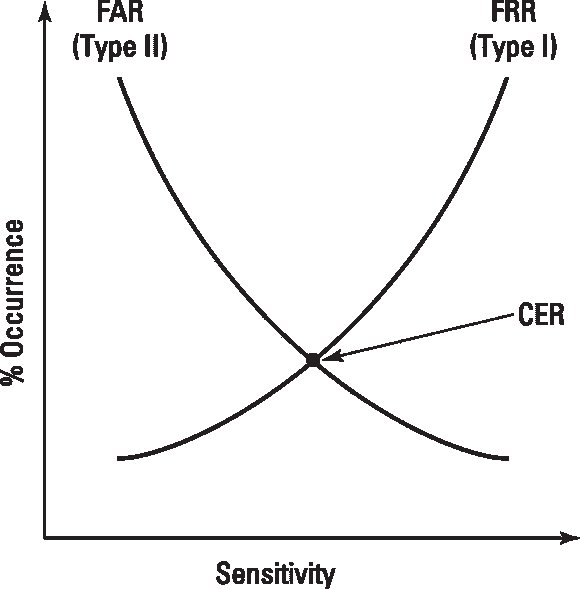 FAR
(Type II)
FRR
(Type I)
CER
% Occurrence
Sensitivity